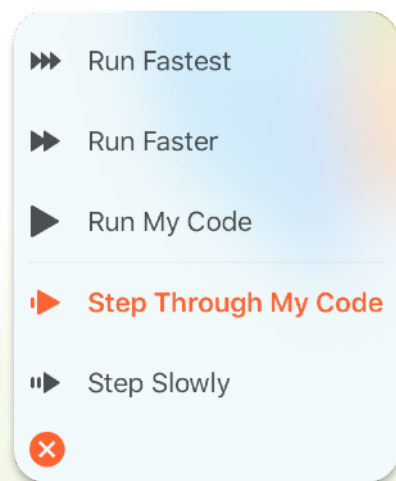 Run Fastest
Run Faster
Run My Code
Step Through My Code
Step Slowly